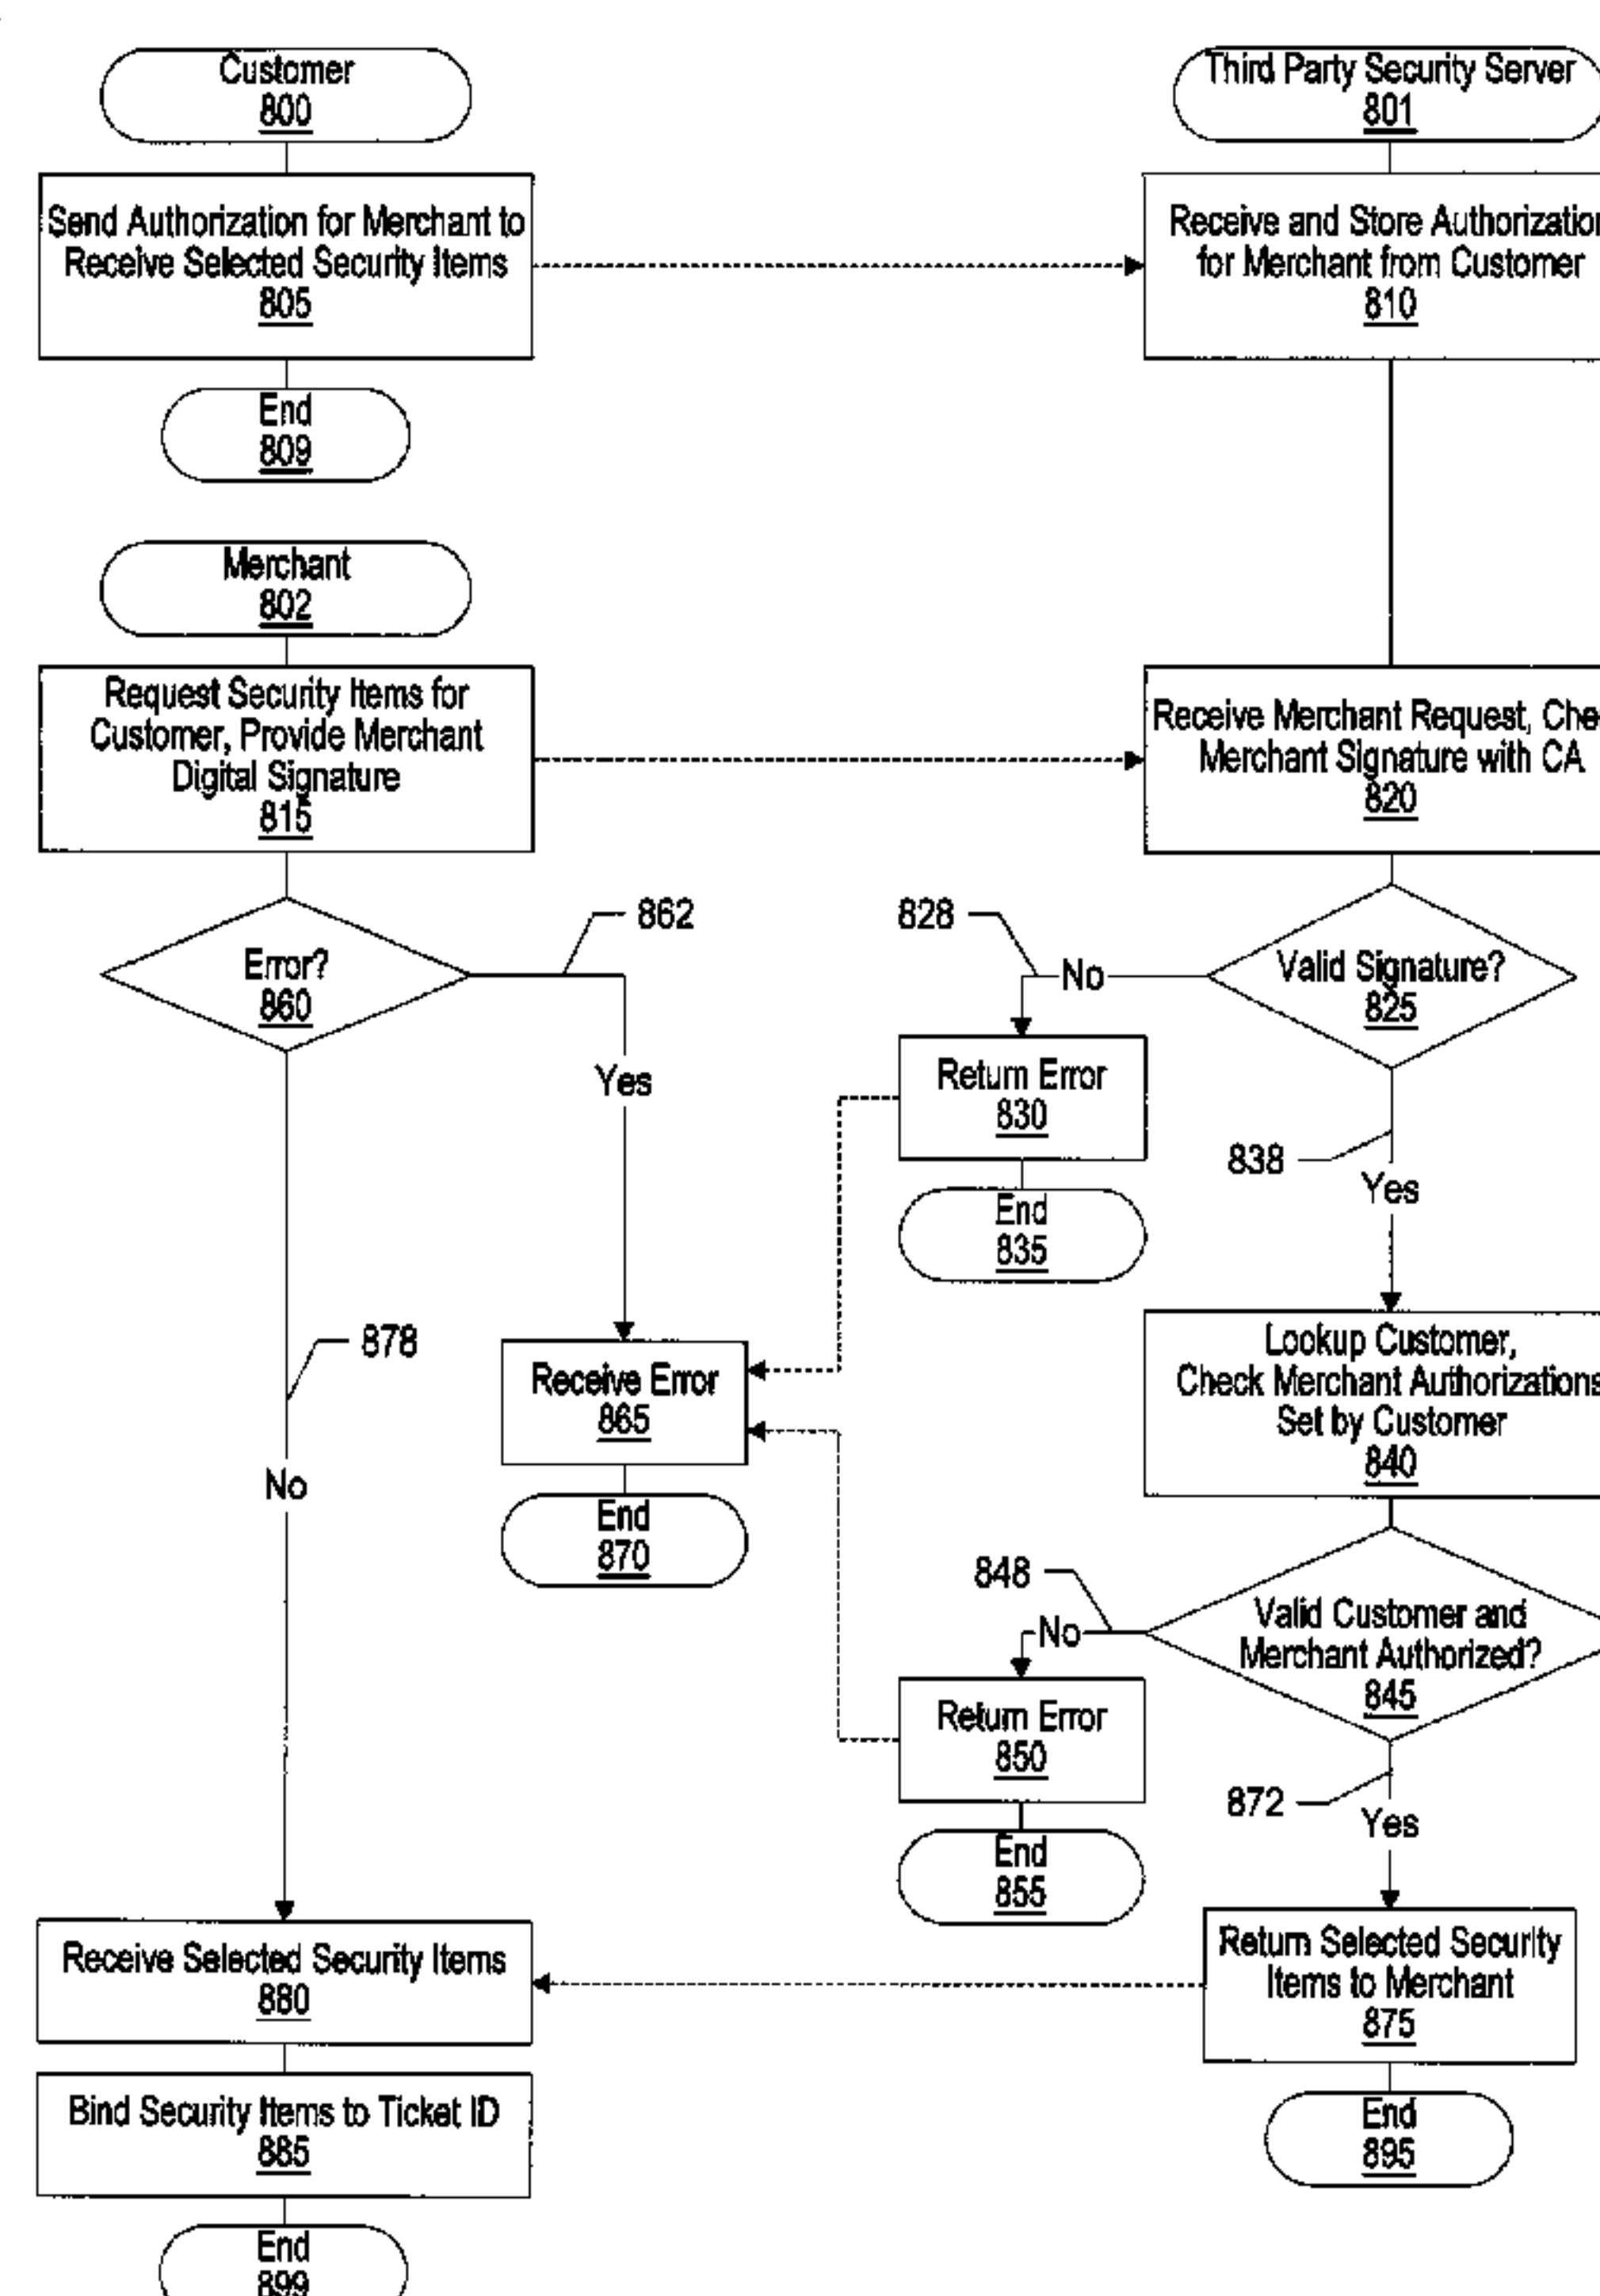 Customer
800
Third Party Security Server
801
Send Authorization for Merchant to
Receive Selected Security Items
805
Receive and Store Authorization
for Merchant from Customer
810
End
809
Merchant
802
Request Security Items for
Customer, Provide Merchant
Digital Signature
815
Receive Merchant Request,
Merchant Signature with CA
820
862
828
Error?
860
No
Valid Signature?
825
Yes
Return Error
830
838
Yes
End
835
878
Receive Error
865
Lookup Customer,
Check Merchant Authorizations
Set by Customer
840
No
End
870
848
No
Valid Customer and
Merchant Authorized?
845
Return Error
850
872
Yes
End
855
Receive Selected Security Items
880
Return Selected Security
Items to Merchant
875
Bind Security Items to Ticket ID
885
End
895
End
899